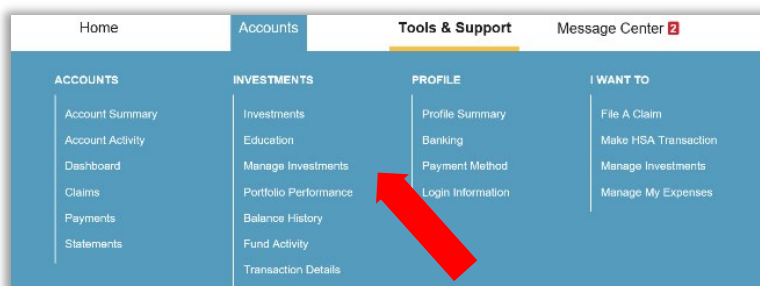 Home Accounts Tools & Support Message Center 2
ACCOUNTS
Account Summary
Account Activity
Dashboard
Claims
Payments
Statements
INVESTMENTS
Investments
Education
Manage Investments
Portfolio Performance
Balance History
Fund Activity
Transaction Details
PROFILE
Profile Summary
Banking
Payment Method
Login Information
I WANT TO
File A Claim
Make HSA Transaction
Manage Investments
Manage My Expenses